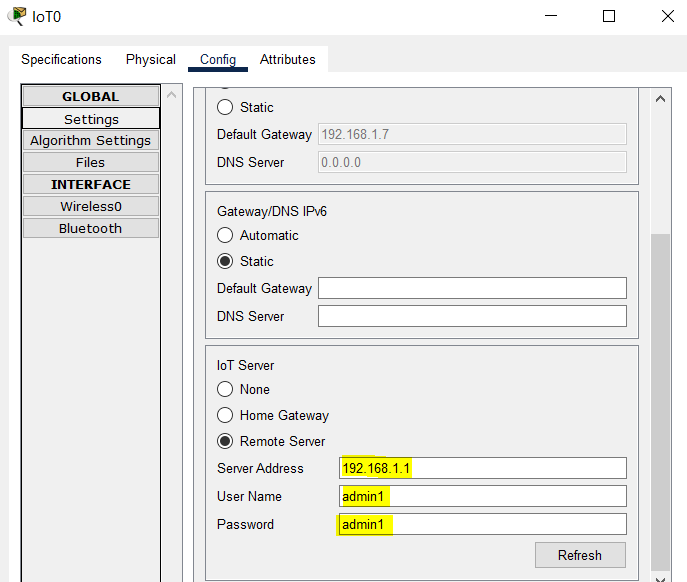 IoT0
Specifications Physical Config Attributes
GLOBAL
Settings
Algorithm Settings
Files
INTERFACE
Wireless0
Bluetooth
Static
Default Gateway 192.168.1.7
DNS Server 0.0.0.0
Gateway/DNS IPv6
Automatic
Static
Default Gateway
DNS Server
IoT Server
None
Home Gateway
Remote Server
Server Address 192.168.1.1
User Name admin1
Password admin1
Refresh